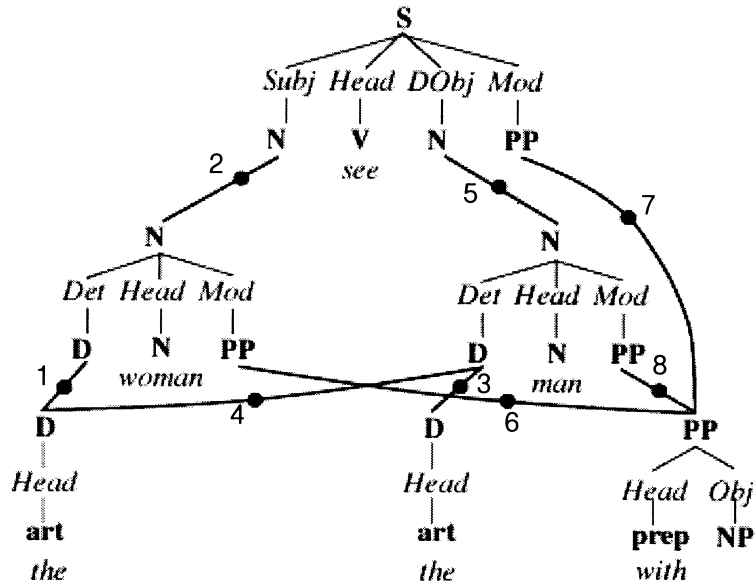 S
Subj Head DObj Mod
N V N PP
see
2 5 7
N N
Det Head Mod Det Head Mod
D N PP D N PP
woman man
1 3 8
4 6
D D PP
Head Head Head Obj
art art prep NP
the the with